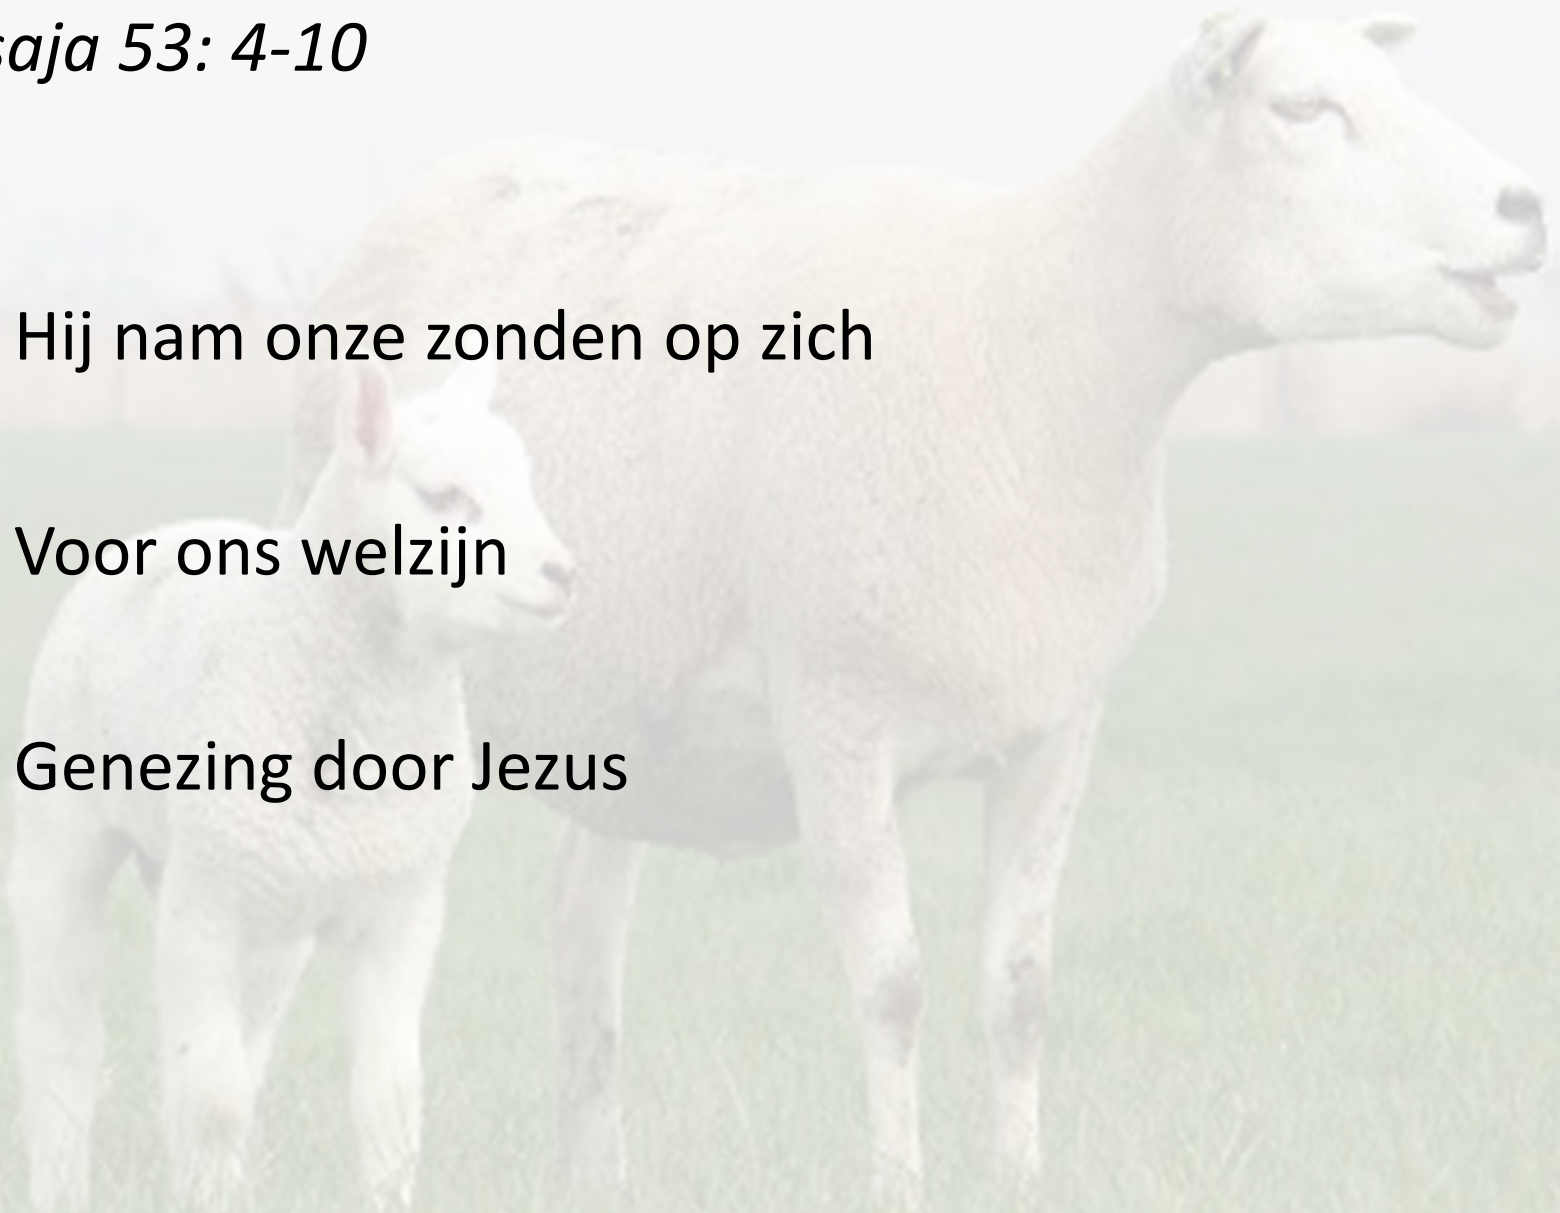 saja 53: 4-10
Hij nam onze zonden op zich
Voor ons welzijn
Genezing door Jezus